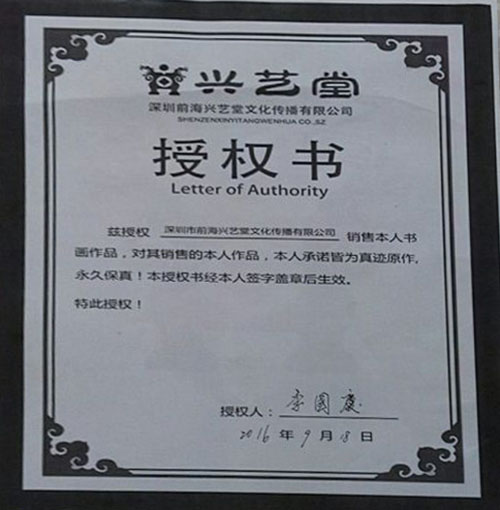 兴艺堂
深圳前海兴艺堂文化传播有限公司
SHENZENXINYITANGWENHUA CO.,SZ
授权书
Letter of Authority
兹授权 深圳市前海兴艺堂文化传播有限公司 销售本人书
画作品，对其销售的本人作品，本人承诺皆为真迹原作，
永久保真！本授权书经本人签字盖章后生效。
特此授权！
授权人：李国庆
2016 年 9 月 18 日